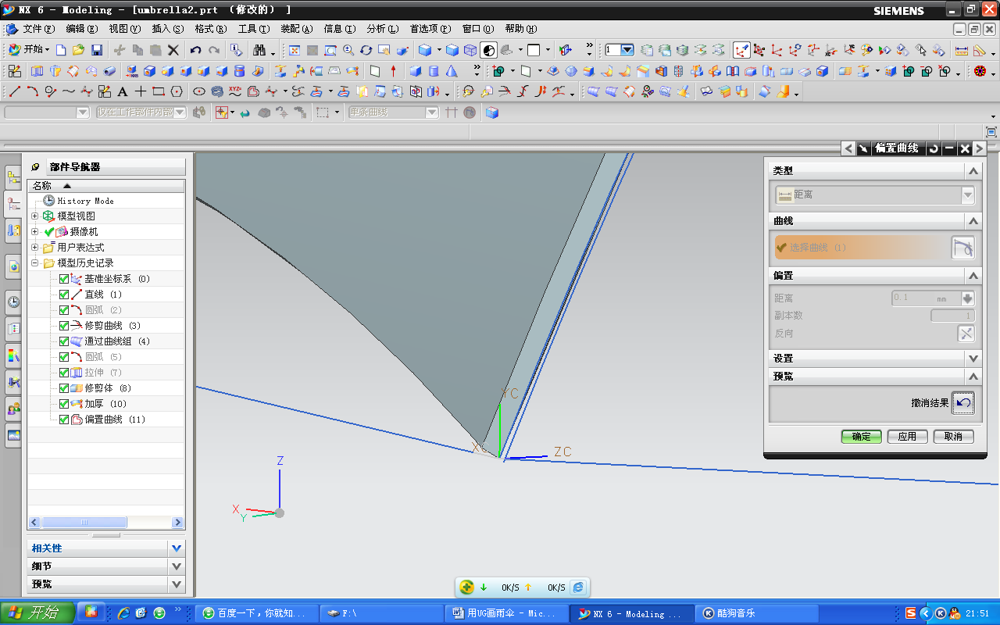 NX 6 - Modeling - [umbrella2.prt （修改的） ]
SIEMENS
文件(F) 编辑(E) 视图(V) 插入(S) 格式(R) 工具(T) 装配(A) 信息(I) 分析(L) 首选项(P) 窗口(O) 帮助(H)
开始 1
仅在工作部件内部 单条曲线
偏置曲线
部件导航器
名称
History Mode
模型视图
摄像机
用户表达式
模型历史记录
基准坐标系 (0)
直线 (1)
圆弧 (2)
修剪曲线 (3)
通过曲线组 (4)
圆弧 (5)
拉伸 (7)
修剪体 (8)
加厚 (10)
偏置曲线 (11)
相关性
细节
预览
YC
XC
ZC
Z
X
Y
类型
距离
曲线
选择曲线 (1)
偏置
距离 0.1 mm
副本数 1
反向
设置
预览
撤消结果
确定 应用 取消
0K/S 0K/S
开始 百度一下，你就知... F:\ 用UG画雨伞 - Mic... NX 6 - Modeling ... 酷狗音乐 21:51